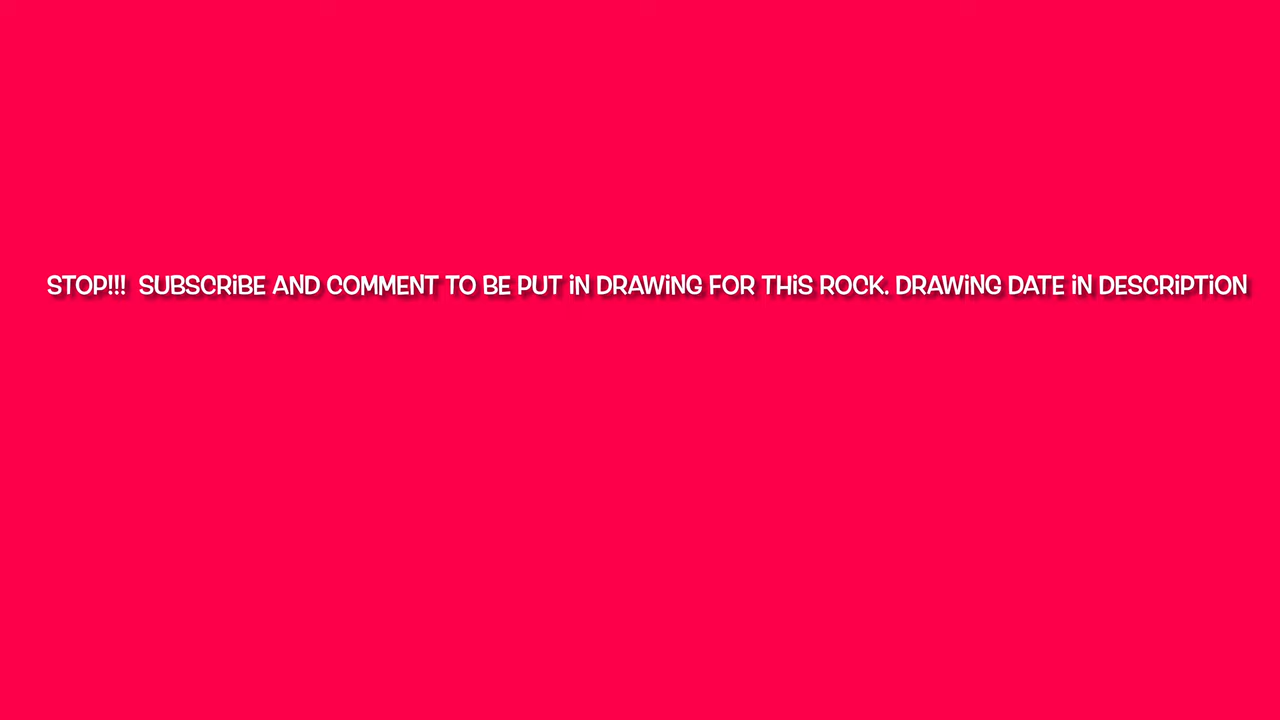 STOP!!! SUBSCRiBE AND COMMENT TO BE PUT iN DRAWiNG FOR THiS ROCK. DRAWiNG DATE iN DESCRiPTiON